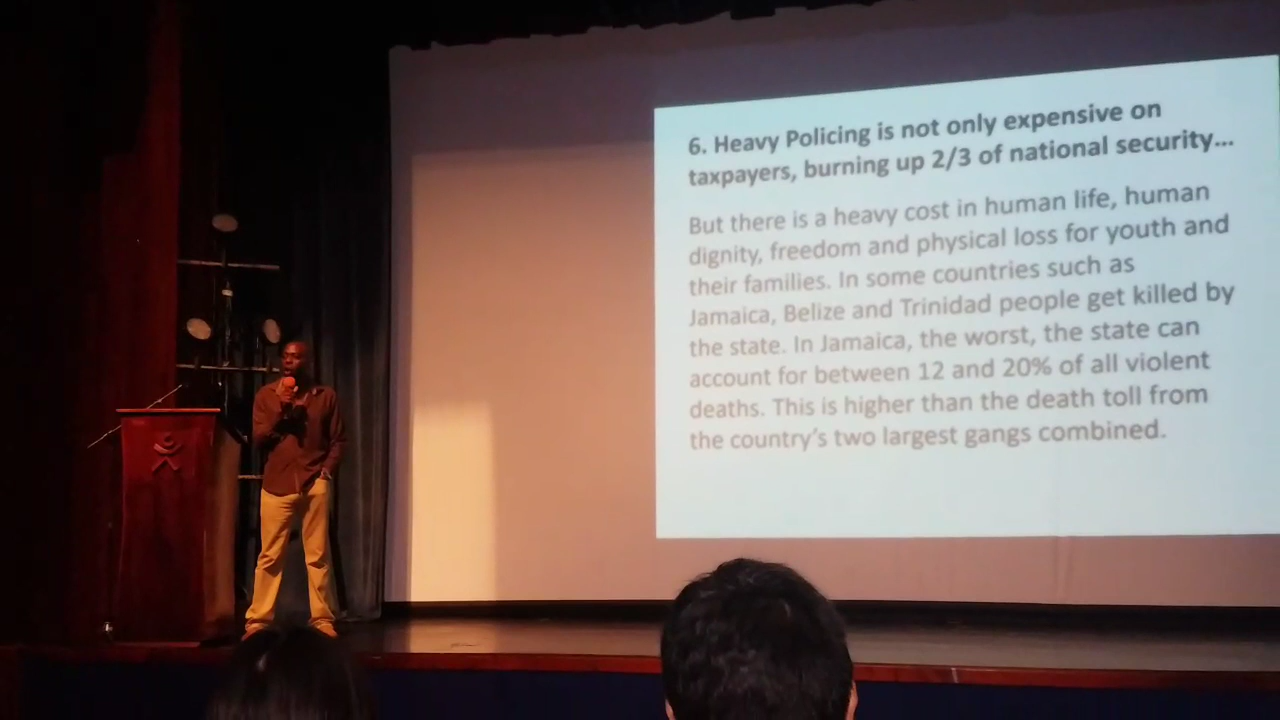 6. Heavy Policing is not only expensive on
taxpayers, burning up 2/3 of national security...
But there is a heavy cost in human life, human
dignity, freedom and physical loss for youth and
their families. In some countries such as
Jamaica, Belize and Trinidad people get killed by
the state. In Jamaica, the worst, the state can
account for between 12 and 20% of all violent
deaths. This is higher than the death toll from
the country's two largest gangs combined.